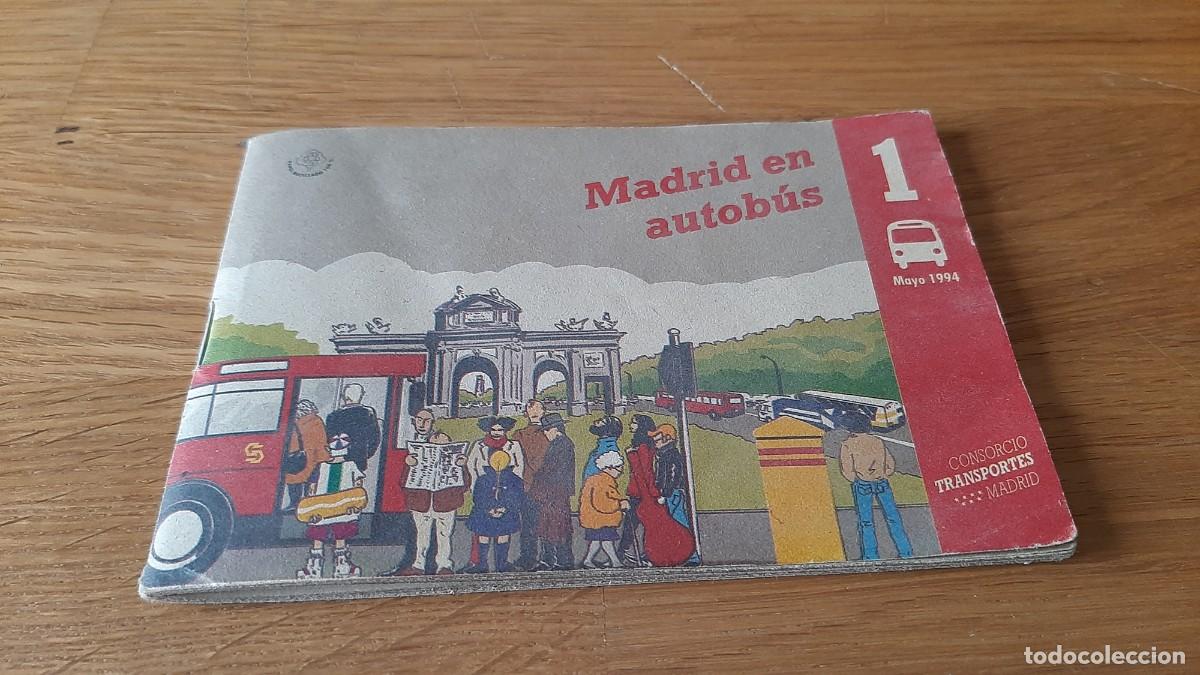 Madrid en
autobús
1
Mayo 1994
CONSORCIO
TRANSPORTES
MADRID
todocoleccion